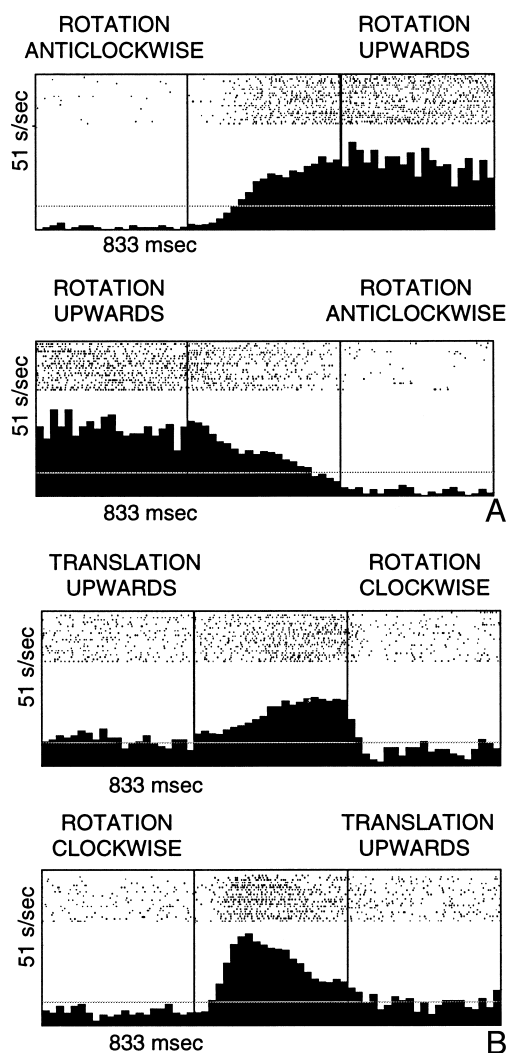 ROTATION ANTICLOCKWISE
ROTATION UPWARDS
51 s/sec
833 msec
ROTATION UPWARDS
ROTATION ANTICLOCKWISE
51 s/sec
833 msec
A
TRANSLATION UPWARDS
ROTATION CLOCKWISE
51 s/sec
833 msec
ROTATION CLOCKWISE
TRANSLATION UPWARDS
51 s/sec
833 msec
B